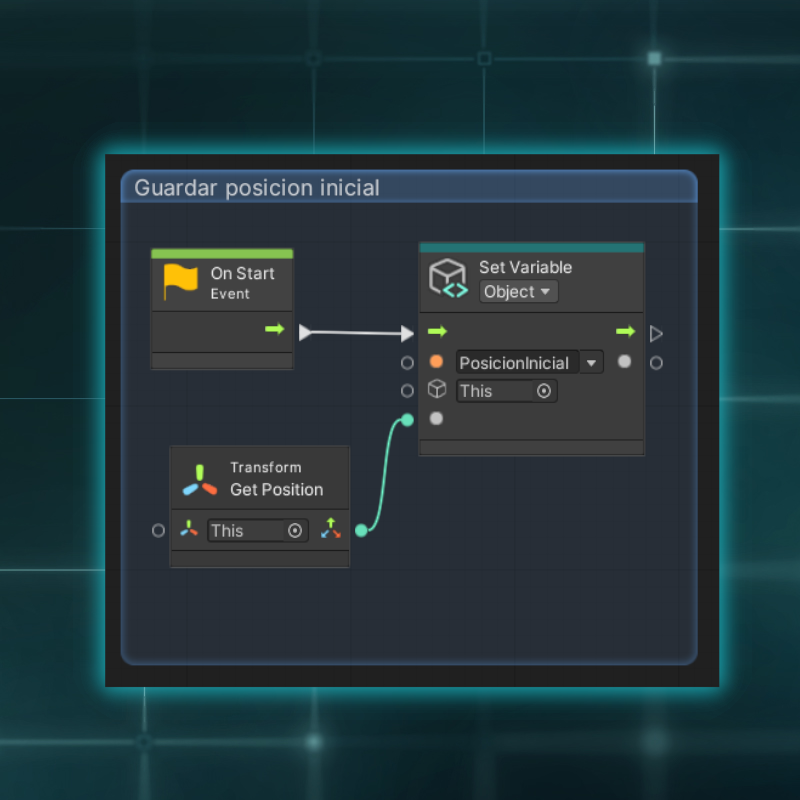 Guardar posicion inicial
On Start
Event
Set Variable
Object
PosicionInicial
This
Transform
Get Position
This